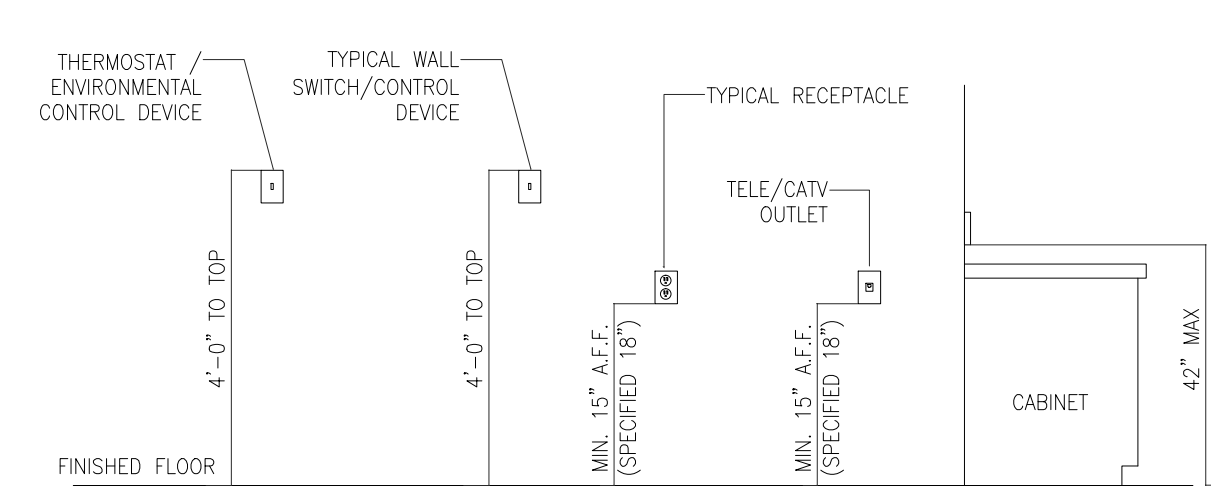 THERMOSTAT /
ENVIRONMENTAL
CONTROL DEVICE
TYPICAL WALL
SWITCH/CONTROL
DEVICE
TYPICAL RECEPTACLE
TELE/CATV
OUTLET
4'-0" TO TOP
4'-0" TO TOP
MIN. 15" A.F.F.
(SPECIFIED 18")
MIN. 15" A.F.F.
(SPECIFIED 18")
42" MAX
CABINET
FINISHED FLOOR